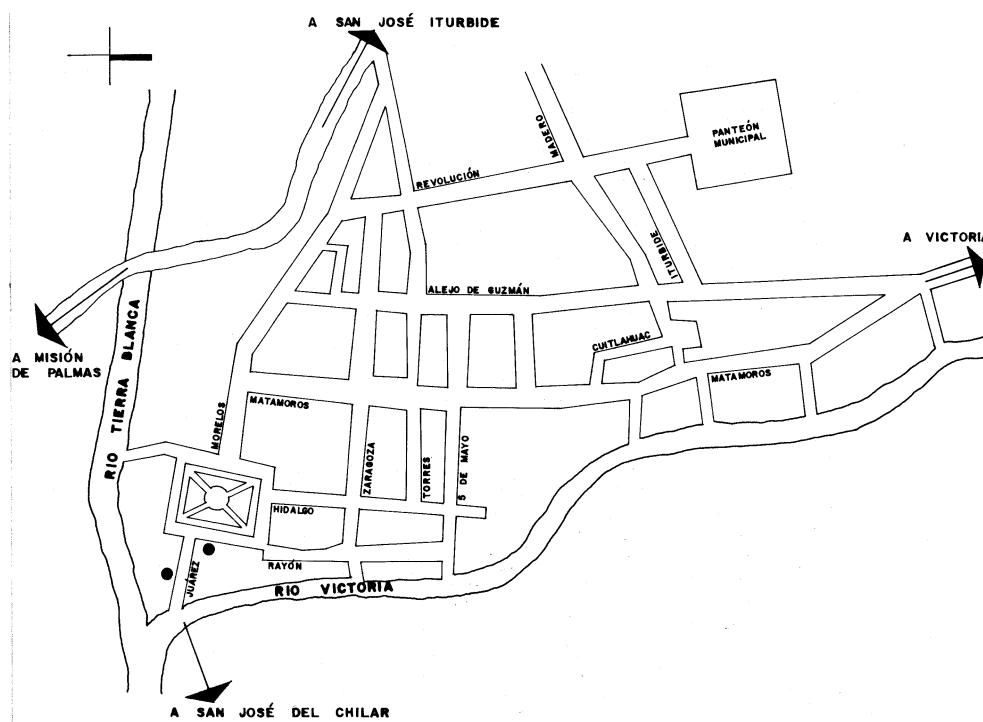 A SAN JOSÉ ITURBIDE
MADERO
PANTEÓN
MUNICIPAL
REVOLUCIÓN
ITURBIDE
A VICTORIA
ALEJO DE GUZMÁN
RIO TIERRA BLANCA
CUITLAHUAC
A MISIÓN
DE PALMAS
MATAMOROS
MATAMOROS
MORELOS
ZARAGOZA
TORRES
5 DE MAYO
HIDALGO
JUÁREZ
RAYÓN
RIO VICTORIA
A SAN JOSÉ DEL CHILAR